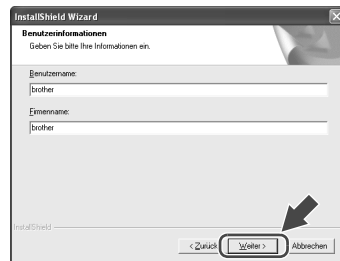 InstallShield Wizard
Benutzerinformationen
Geben Sie bitte Ihre Informationen ein.
Benutzername:
brother
Firmenname:
brother
InstallShield
< Zurück
Weiter >
Abbrechen